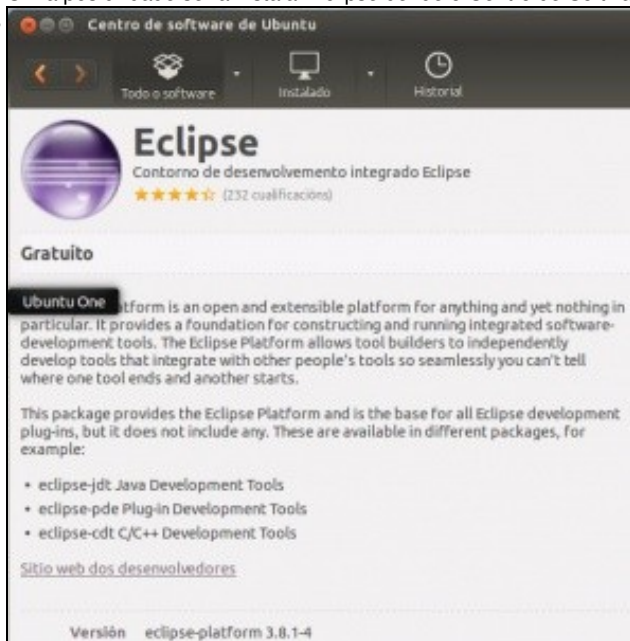 Centro de software de Ubuntu
Todo o software
Instalado
Historial
Eclipse
Contorno de desenvolvemento integrado Eclipse
(232 cualificacións)
Gratuíto
Ubuntu One
tform is an open and extensible platform for anything and yet nothing in
particular. It provides a foundation for constructing and running integrated software-
development tools. The Eclipse Platform allows tool builders to independently
develop tools that integrate with other people's tools so seamlessly you can't tell
where one tool ends and another starts.
This package provides the Eclipse Platform and is the base for all Eclipse development
plug-ins, but it does not include any. These are available in different packages, for
example:
• eclipse-jdt Java Development Tools
• eclipse-pde Plug-in Development Tools
• eclipse-cdt C/C++ Development Tools
Sitio web dos desenvolvedores
Versión eclipse-platform 3.8.1-4